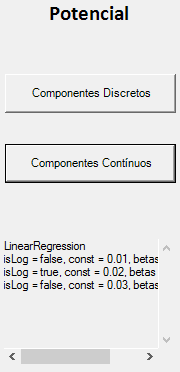 Potencial
Componentes Discretos
Componentes Contínuos
LinearRegression
isLog = false, const = 0.01, betas
isLog = true, const = 0.02, betas
isLog = false, const = 0.03, betas